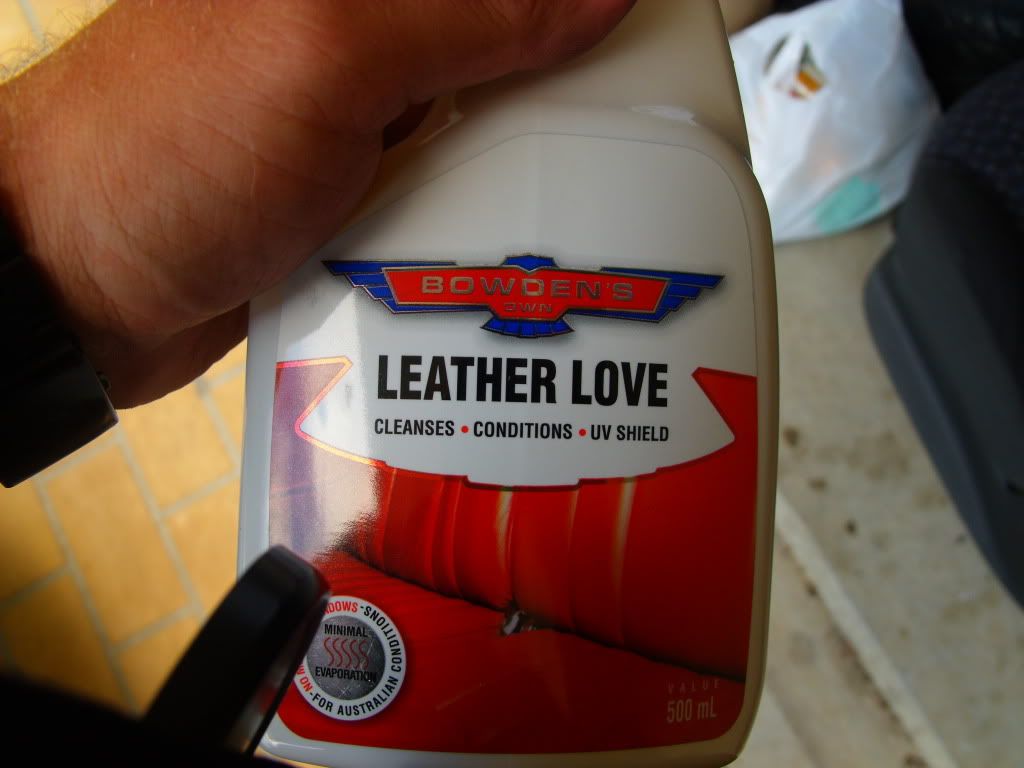 BOWDEN'S
OWN
LEATHER LOVE
CLEANSES • CONDITIONS • UV SHIELD
MINIMAL
EVAPORATION
-FOR AUSTRALIAN CONDITIONS-
VALUE
500 mL